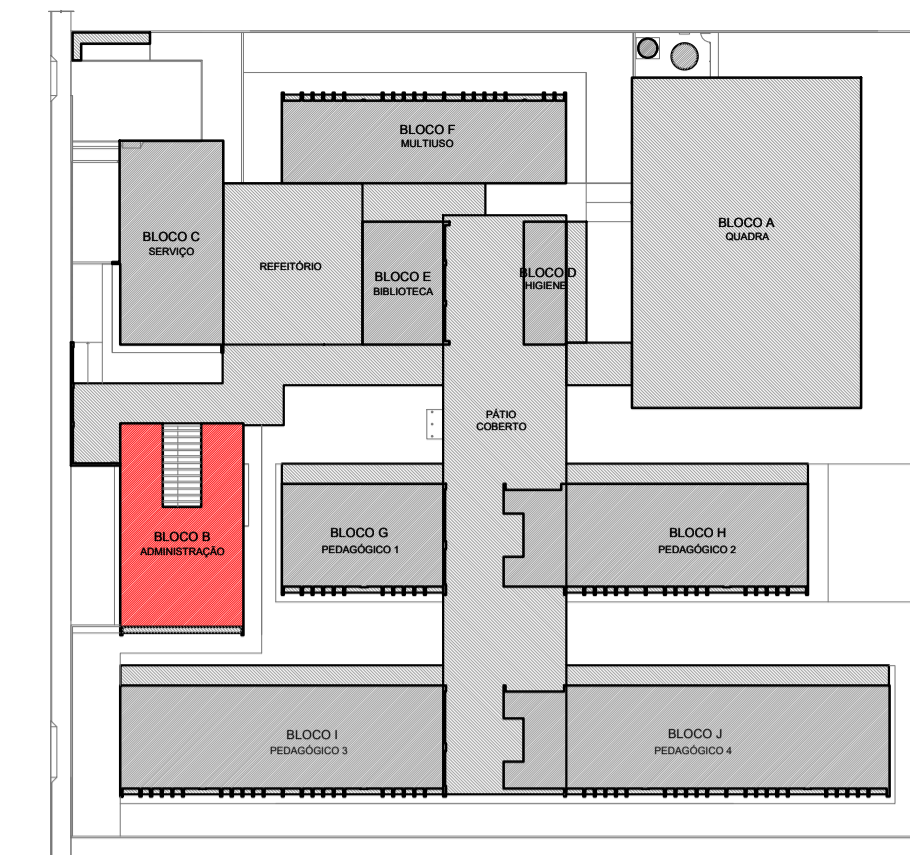 BLOCO F
MULTIUSO
BLOCO A
QUADRA
BLOCO C
SERVIÇO
REFEITÓRIO
BLOCO E
BIBLIOTECA
BLOCO D
HIGIENE
PÁTIO
COBERTO
BLOCO B
ADMINISTRAÇÃO
BLOCO G
PEDAGÓGICO 1
BLOCO H
PEDAGÓGICO 2
BLOCO I
PEDAGÓGICO 3
BLOCO J
PEDAGÓGICO 4